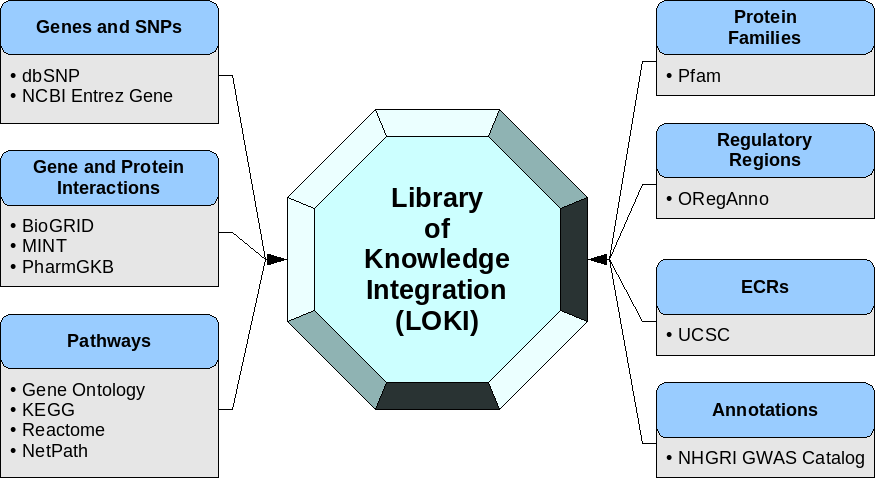 Genes and SNPs
• dbSNP
• NCBI Entrez Gene
Gene and Protein
Interactions
• BioGRID
• MINT
• PharmGKB
Pathways
• Gene Ontology
• KEGG
• Reactome
• NetPath
Library
of
Knowledge
Integration
(LOKI)
Protein
Families
• Pfam
Regulatory
Regions
• ORegAnno
ECRs
• UCSC
Annotations
• NHGRI GWAS Catalog